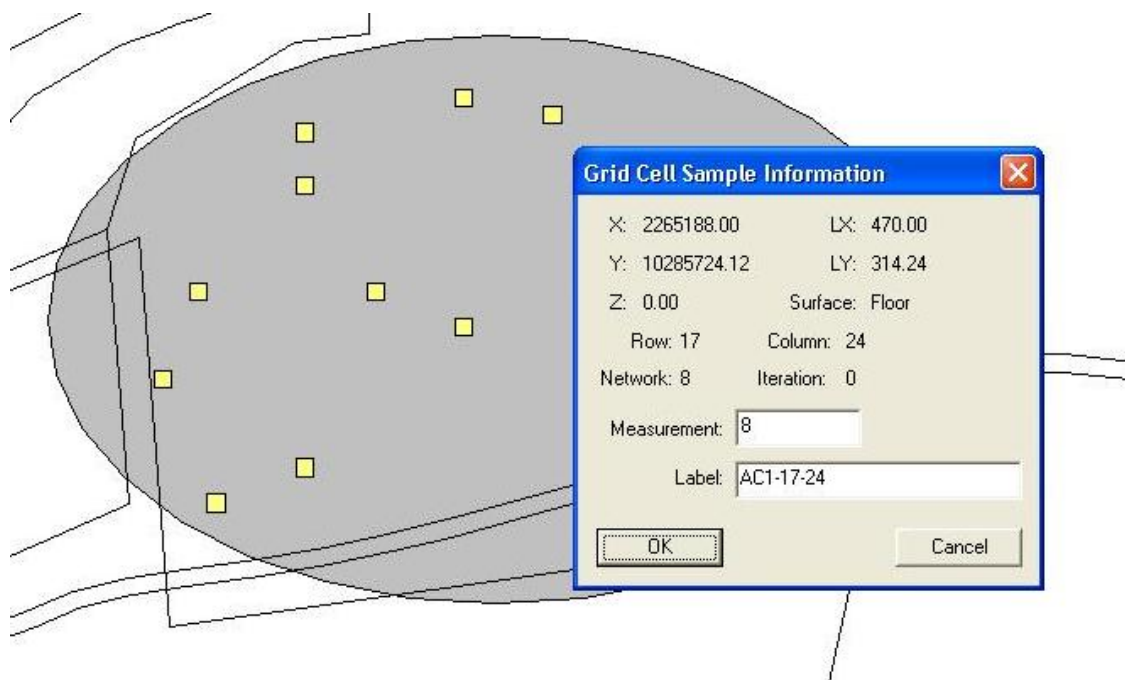 Grid Cell Sample Information
X: 2265188.00 LX: 470.00
Y: 10285724.12 LY: 314.24
Z: 0.00 Surface: Floor
Row: 17 Column: 24
Network: 8 Iteration: 0
Measurement: 8
Label: AC1-17-24
OK Cancel